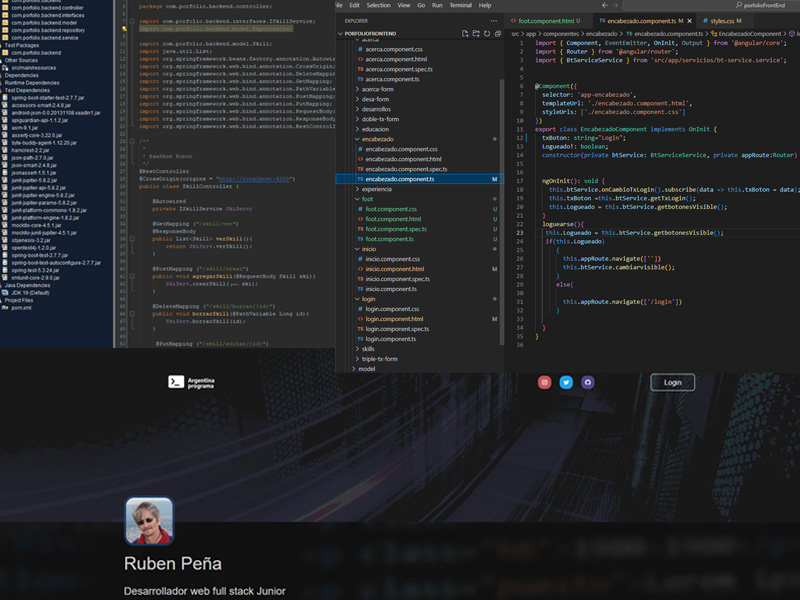 com.porfolio.backend
com.porfolio.backend.controller
com.porfolio.backend.interfaces
com.porfolio.backend.model
com.porfolio.backend.repository
com.porfolio.backend.service
Test Packages
com.porfolio.backend
Other Sources
src/main/resources
Dependencies
Runtime Dependencies
Test Dependencies
spring-boot-starter-test-2.7.7.jar
accessors-smart-2.4.8.jar
android-json-0.0.20131108.vaadin1.jar
apiguardian-api-1.1.2.jar
asm-9.1.jar
assertj-core-3.22.0.jar
byte-buddy-agent-1.12.20.jar
hamcrest-2.2.jar
json-path-2.7.0.jar
json-smart-2.4.8.jar
jsonassert-1.5.1.jar
junit-jupiter-5.8.2.jar
junit-jupiter-api-5.8.2.jar
junit-jupiter-engine-5.8.2.jar
junit-jupiter-params-5.8.2.jar
junit-platform-commons-1.8.2.jar
junit-platform-engine-1.8.2.jar
mockito-core-4.5.1.jar
mockito-junit-jupiter-4.5.1.jar
objenesis-3.2.jar
opentest4j-1.2.0.jar
spring-boot-test-2.7.7.jar
spring-boot-test-autoconfigure-2.7.7.jar
spring-test-5.3.24.jar
xmlunit-core-2.9.0.jar
Java Dependencies
JDK 19 (Default)
Project Files
pom.xml
package com.porfolio.backend.controller;
import com.porfolio.backend.interfaces.ISkillService;
import com.porfolio.backend.model.Experiencia;
import com.porfolio.backend.model.Skill;
import java.util.List;
import org.springframework.beans.factory.annotation.Autowir
import org.springframework.web.bind.annotation.CrossOrigin
import org.springframework.web.bind.annotation.DeleteMappi
import org.springframework.web.bind.annotation.GetMapping;
import org.springframework.web.bind.annotation.PathVariabl
import org.springframework.web.bind.annotation.PostMapping
import org.springframework.web.bind.annotation.PutMapping;
import org.springframework.web.bind.annotation.RequestBody
import org.springframework.web.bind.annotation.ResponseBod
import org.springframework.web.bind.annotation.RestControl
/**
*
* @author Ruben
*/
@RestController
@CrossOrigin(origins = "http://localhost:4200")
public class SkillController {
@Autowired
private ISkillService SkiServ;
@GetMapping ("/skill/ver")
@ResponseBody
public List<Skill> verSkill(){
return SkiServ.verSkill();
}
@PostMapping ("/skill/crear")
public void agregarSkill(@RequestBody Skill ski){
SkiServ.crearSkill(ski);
}
@DeleteMapping ("/skill/borrar/{id}")
public void borrarSkill(@PathVariable Long id){
SkiServ.borrarSkill(id);
}
@PutMapping ("/skill/editar/{id}")
File Edit Selection View Go Run Terminal Help
porfolioFrontEnd
EXPLORER
PORFOLIOFRONTEND
acerca
acerca.component.css
acerca.component.html
acerca.component.spec.ts
acerca.component.ts
acerca-form
desa-form
desarrollos
doble-tx-form
educacion
encabezado
encabezado.component.css
encabezado.component.html
encabezado.component.spec.ts
encabezado.component.ts M
experiencia
foot
foot.component.css U
foot.component.html U
foot.component.spec.ts U
foot.component.ts U
inicio
inicio.component.css
inicio.component.html M
inicio.component.spec.ts
inicio.component.ts
login
login.component.css
login.component.html M
login.component.spec.ts
login.component.ts
skills
triple-tx-form
model
foot.component.html U
encabezado.component.ts M
styles.css M
src > app > componentes > encabezado > encabezado.component.ts > EncabezadoComponent
1 import { Component, EventEmitter, OnInit, Output } from '@angular/core';
2 import { Router } from '@angular/router';
3 import { BtServiceService } from 'src/app/servicios/bt-service.service';
4
5
6 @Component({
7 selector: 'app-encabezado',
8 templateUrl: './encabezado.component.html',
9 styleUrls: ['./encabezado.component.css']
10 })
11 export class EncabezadoComponent implements OnInit {
12 txBoton: string="Login";
13 Logueado!: boolean;
14 constructor(private btService: BtServiceService, private appRoute:Router)
15
16
17 ngOnInit(): void {
18 this.btService.onCambioTxLogin().subscribe(data => this.txBoton = data);
19 this.txBoton =this.btService.getTxLogin();
20 this.Logueado = this.btService.getbotonesVisible();
21 }
22 loguearse(){
23 this.Logueado = this.btService.getbotonesVisible();
24 if(this.Logueado)
25 {
26 this.appRoute.navigate(['']);
27 this.btService.cambiarvisible();
28 }
29 else{
30
31 this.appRoute.navigate(['/login'])
32 }
33
34 }
35 }
36
Argentina
programa
Login
Ruben Peña
Desarrollador web full stack Junior